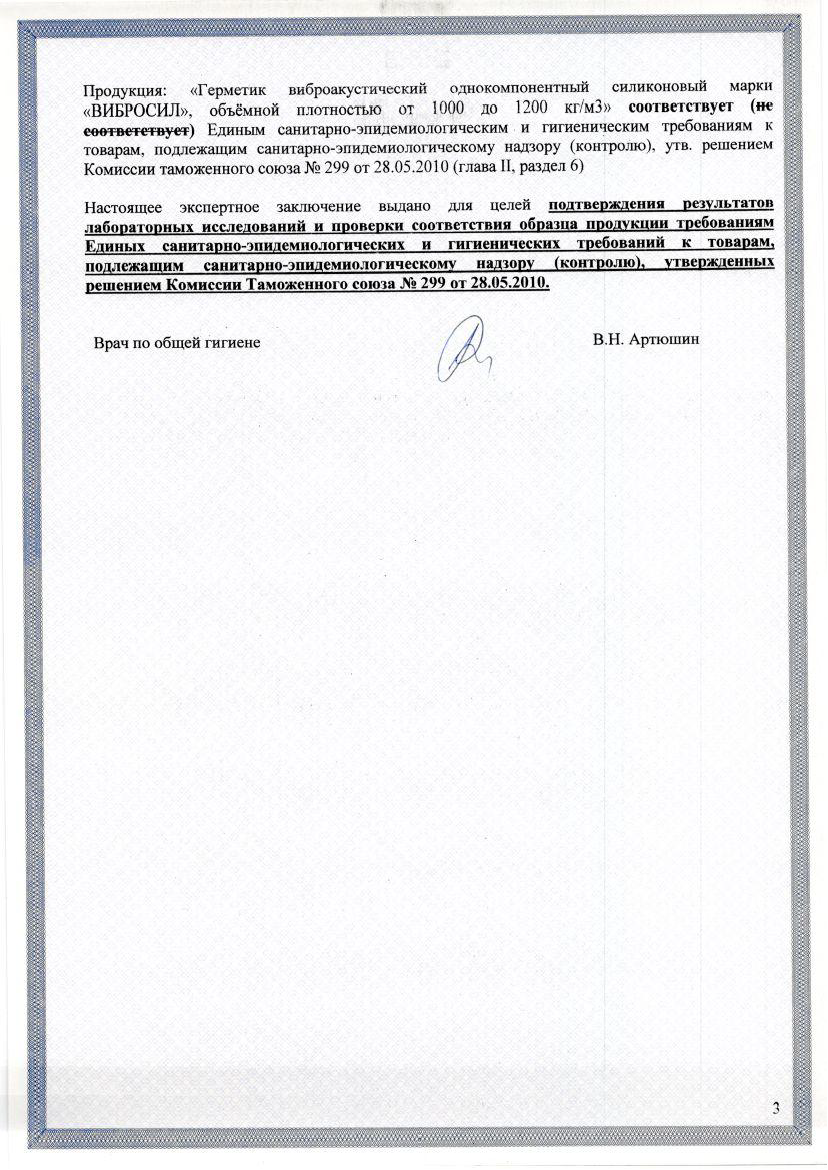 Продукция: «Герметик виброакустический однокомпонентный силиконовый марки
«ВИБРОСИЛ», объёмной плотностью от 1000 до 1200 кг/м3» соответствует (не
соответствует) Единым санитарно-эпидемиологическим и гигиеническим требованиям к
товарам, подлежащим санитарно-эпидемиологическому надзору (контролю), утв. решением
Комиссии таможенного союза № 299 от 28.05.2010 (глава II, раздел 6)
Настоящее экспертное заключение выдано для целей подтверждения результатов
лабораторных исследований и проверки соответствия образца продукции требованиям
Единых санитарно-эпидемиологических и гигиенических требований к товарам,
подлежащим санитарно-эпидемиологическому надзору (контролю), утвержденных
решением Комиссии Таможенного союза № 299 от 28.05.2010.
Врач по общей гигиене В.Н. Артюшин
3